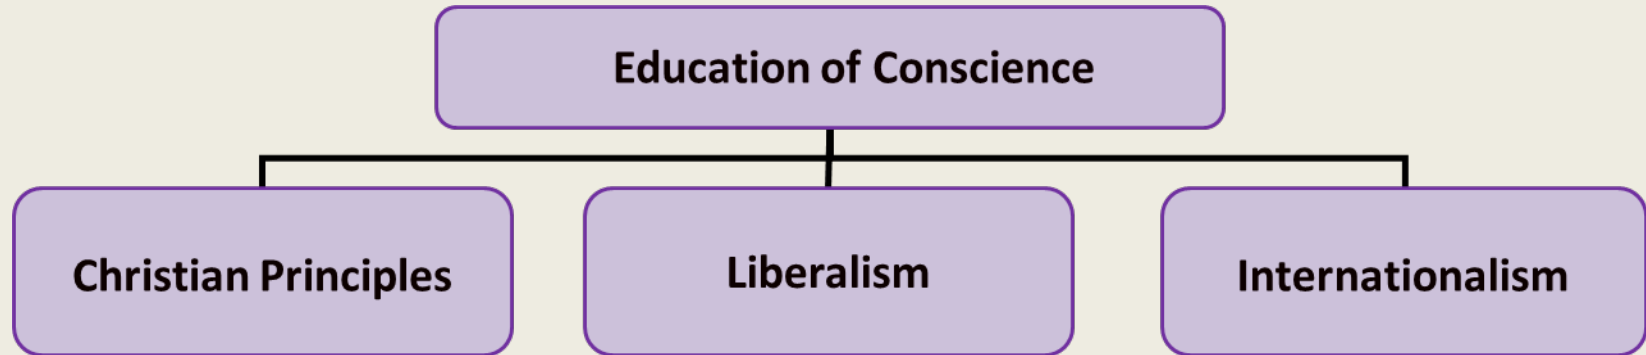 Education of Conscience
Christian Principles
Liberalism
Internationalism